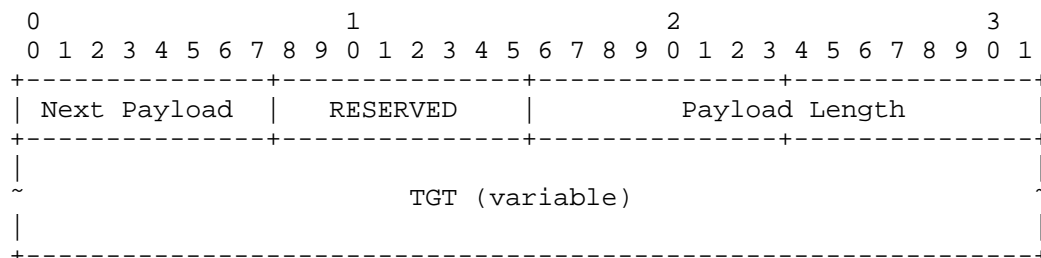 0                   1                   2                   3
0 1 2 3 4 5 6 7 8 9 0 1 2 3 4 5 6 7 8 9 0 1 2 3 4 5 6 7 8 9 0 1
+---------------+---------------+---------------+---------------+
| Next Payload | RESERVED | Payload Length |
+---------------+---------------+---------------+---------------+
| |
~ TGT (variable) ~
| |
+---------------------------------------------------------------+